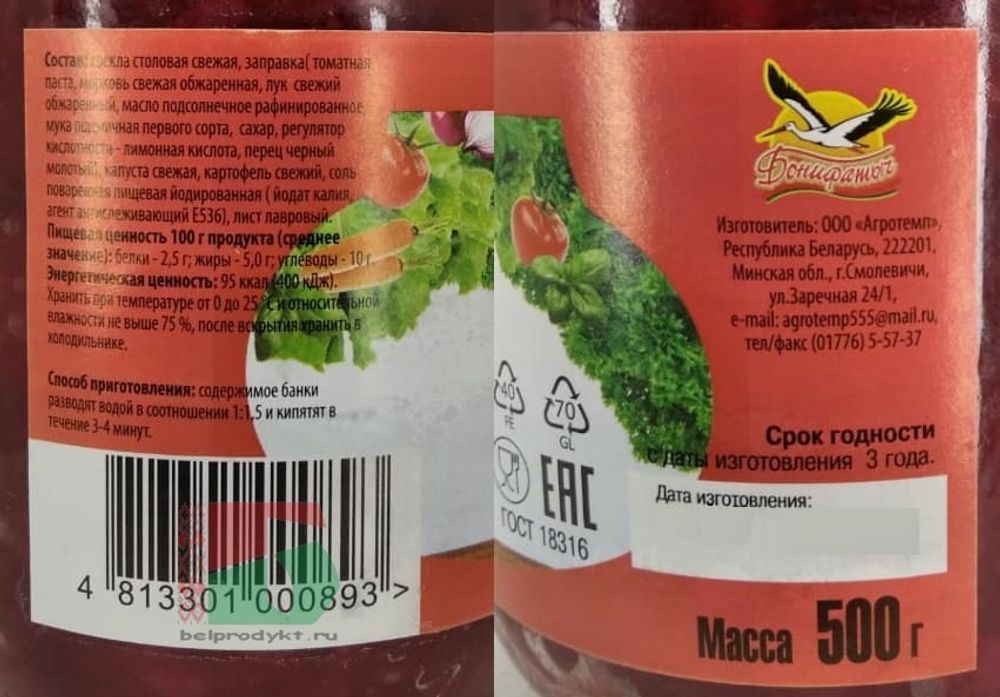 Состав: свекла столовая свежая, заправка( томатная
паста, морковь свежая обжаренная, лук свежий
обжаренный, масло подсолнечное рафинированное,
мука пшеничная первого сорта, сахар, регулятор
кислотности - лимонная кислота, перец черный
молотый), капуста свежая, картофель свежий, соль
поваренная пищевая йодированная ( йодат калия,
агент антислеживающий Е536), лист лавровый.
Пищевая ценность 100 г продукта (среднее
значение): белки - 2,5 г; жиры - 5,0 г; углеводы - 10 г.
Энергетическая ценность: 95 ккал (400 кДж).
Хранить при температуре от 0 до 25 °С и относительной
влажности не выше 75 %, после вскрытия хранить в
холодильнике.
Способ приготовления: содержимое банки
разводят водой в соотношении 1:1,5 и кипятят в
течение 3-4 минут.
4 813301 000893 >
belprodykt.ru
Бонифатыч
Изготовитель: ООО «Агротемп»,
Республика Беларусь, 222201,
Минская обл., г.Смолевичи,
ул.Заречная 24/1,
e-mail: agrotemp555@mail.ru,
тел/факс (01776) 5-57-37
40
PE
70
GL
EAC
ГОСТ 18316
Срок годности
с даты изготовления 3 года.
Дата изготовления:
Масса 500 г